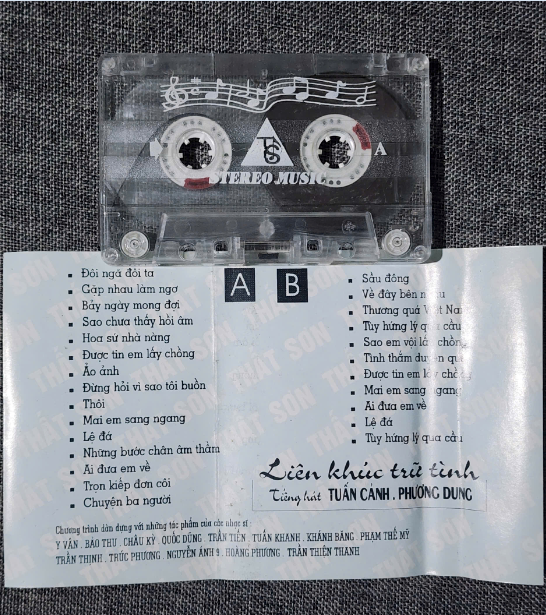 TS
A
STEREO MUSIC
A B
Đôi ngã đôi ta
Gặp nhau làm ngơ
Bảy ngày mong đợi
Sao chưa thấy hồi âm
Hoa sứ nhà nàng
Được tin em lấy chồng
Ảo ảnh
Đừng hỏi vì sao tôi buồn
Thôi
Mai em sang ngang
Lệ đá
Những bước chân âm thầm
Ai đưa em về
Trọn kiếp đơn côi
Chuyện ba người
Sầu đông
Về đây bên nhau
Thương quá Việt Nam
Tùy hứng lý qua cầu
Sao em vội lấy chồng
Tình thắm duyên quê
Được tin em lấy chồng
Mai em sang ngang
Ai đưa em về
Lệ đá
Tùy hứng lý qua cầu
Liên khúc trữ tình
Tiếng hát TUẤN CẢNH . PHƯƠNG DUNG
Chương trình dàn dựng với những tác phẩm của các nhạc sĩ
Y VÂN . BẢO THU . CHÂU KỲ . QUỐC DŨNG . TRẦN TIẾN . TUẤN KHANH . KHÁNH BĂNG . PHẠM THẾ MỸ
TRẦN THỊNH . TRÚC PHƯƠNG . NGUYỄN ÁNH 9 . HOÀNG PHƯƠNG . TRẦN THIỆN THANH
THẤT SƠN